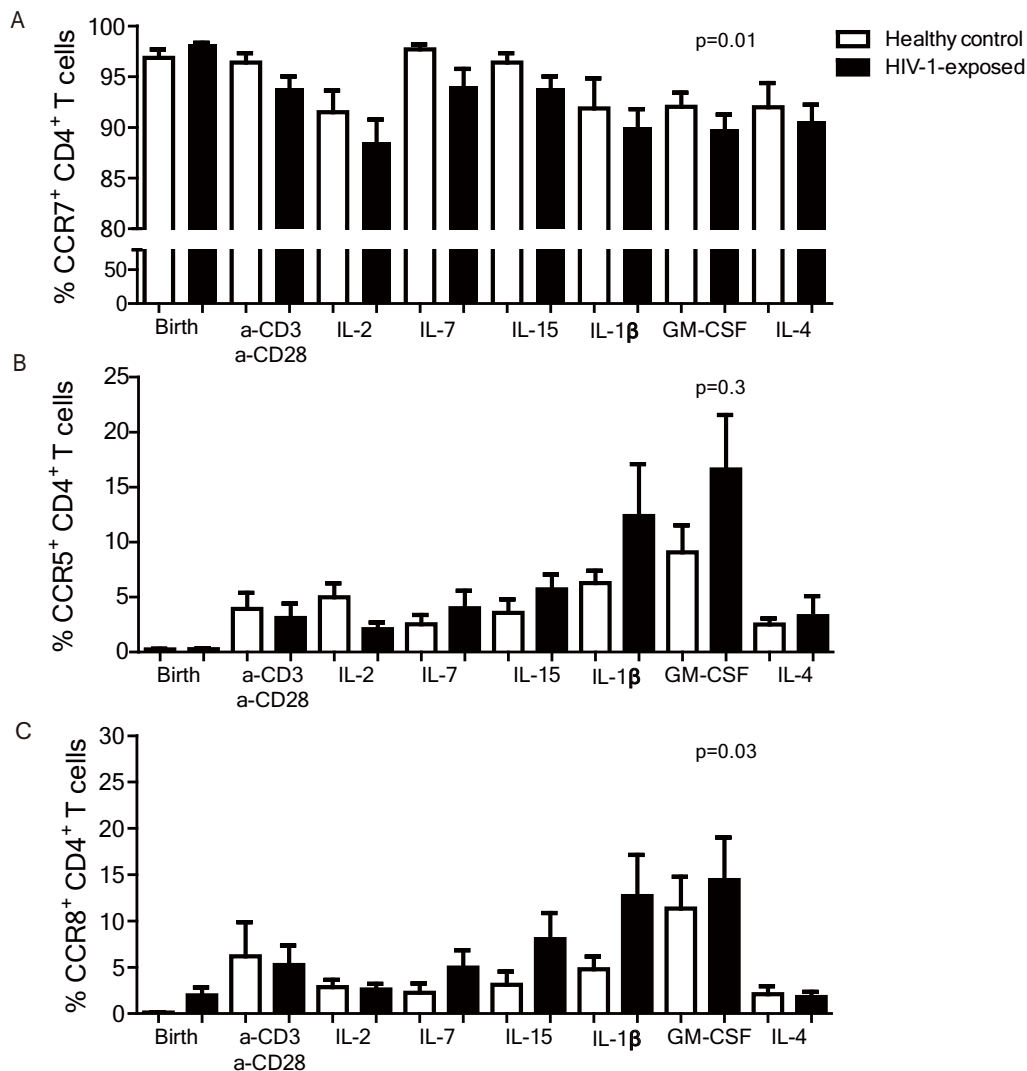 A
% CCR7+ CD4+ T cells
100
95
90
85
80
50
0
p=0.01
Healthy control
HIV-1-exposed
Birth a-CD3 IL-2 IL-7 IL-15 IL-1β GM-CSF IL-4
a-CD28
B
% CCR5+ CD4+ T cells
25
20
15
10
5
0
p=0.3
Birth a-CD3 IL-2 IL-7 IL-15 IL-1β GM-CSF IL-4
a-CD28
C
% CCR8+ CD4+ T cells
30
25
20
15
10
5
0
p=0.03
Birth a-CD3 IL-2 IL-7 IL-15 IL-1β GM-CSF IL-4
a-CD28